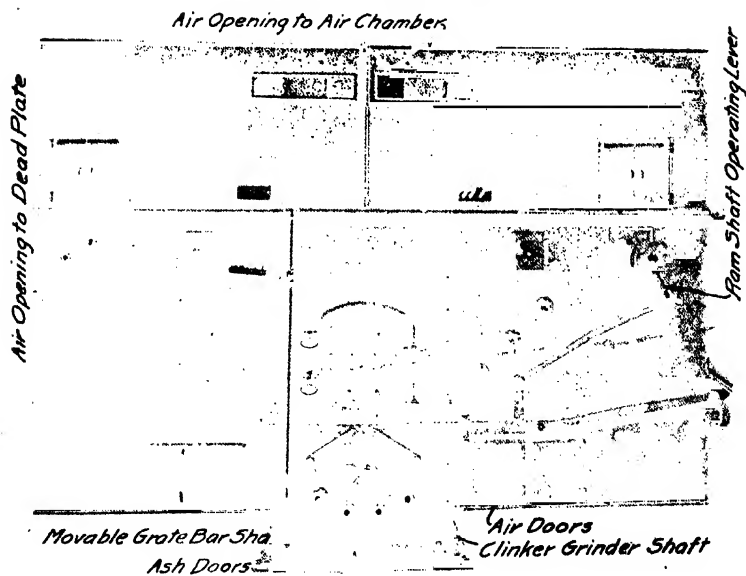 Air Opening to Air Chamber
Air Opening to Dead Plate
Ram Shaft Operating Lever
Movable Grate Bar Sha
Air Doors
Clinker Grinder Shaft
Ash Doors